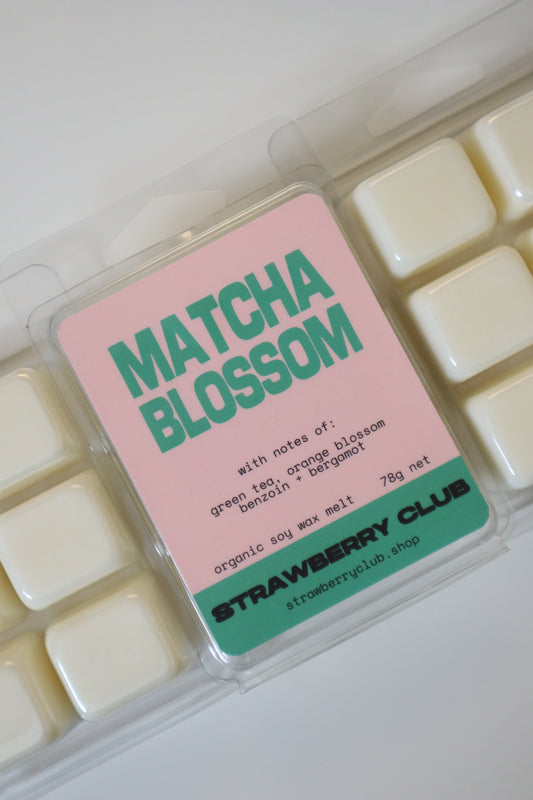 MATCHA
BLOSSOM
with notes of:
green tea, orange blossom
benzoin + bergamot
organic soy wax melt 78g net
STRAWBERRY CLUB
strawberryclub.shop